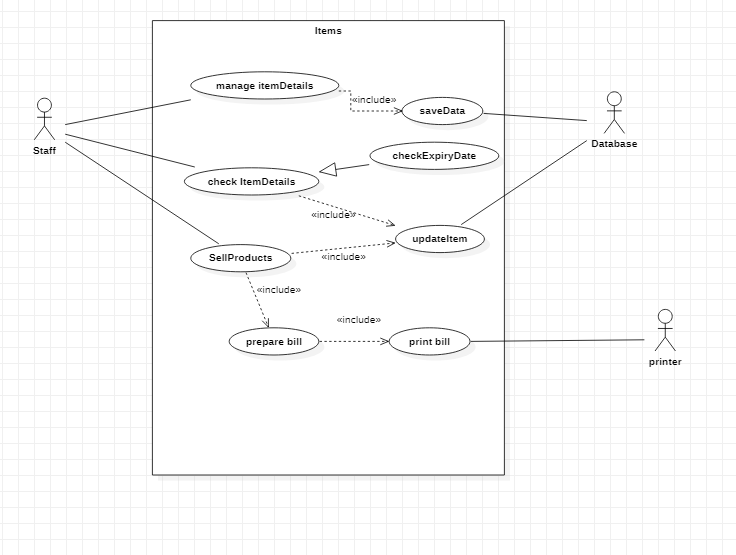 Items
manage itemDetails
«include»
saveData
Staff
Database
checkExpiryDate
check ItemDetails
«include»
updateItem
SellProducts
«include»
«include»
«include»
prepare bill
print bill
printer